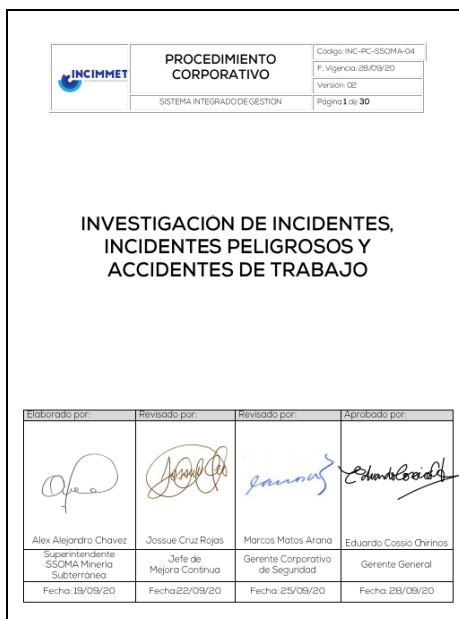 INCIMMET
PROCEDIMIENTO
CORPORATIVO
SISTEMA INTEGRADO DE GESTION
Código: INC-PC-SSOMA-04
F. Vigencia: 28/09/20
Versión: 02
Página 1 de 30
INVESTIGACIÓN DE INCIDENTES,
INCIDENTES PELIGROSOS Y
ACCIDENTES DE TRABAJO
Elaborado por: Revisado por: Revisado por: Aprobado por:
Alex Alejandro Chavez Jossue Cruz Rojas Marcos Matos Arana Eduardo Cossío Chirinos
Superintendente
SSOMA Minería
Subterránea
Jefe de
Mejora Continua
Gerente Corporativo
de Seguridad
Gerente General
Fecha: 19/09/20 Fecha:22/09/20 Fecha: 25/09/20 Fecha: 28/09/20